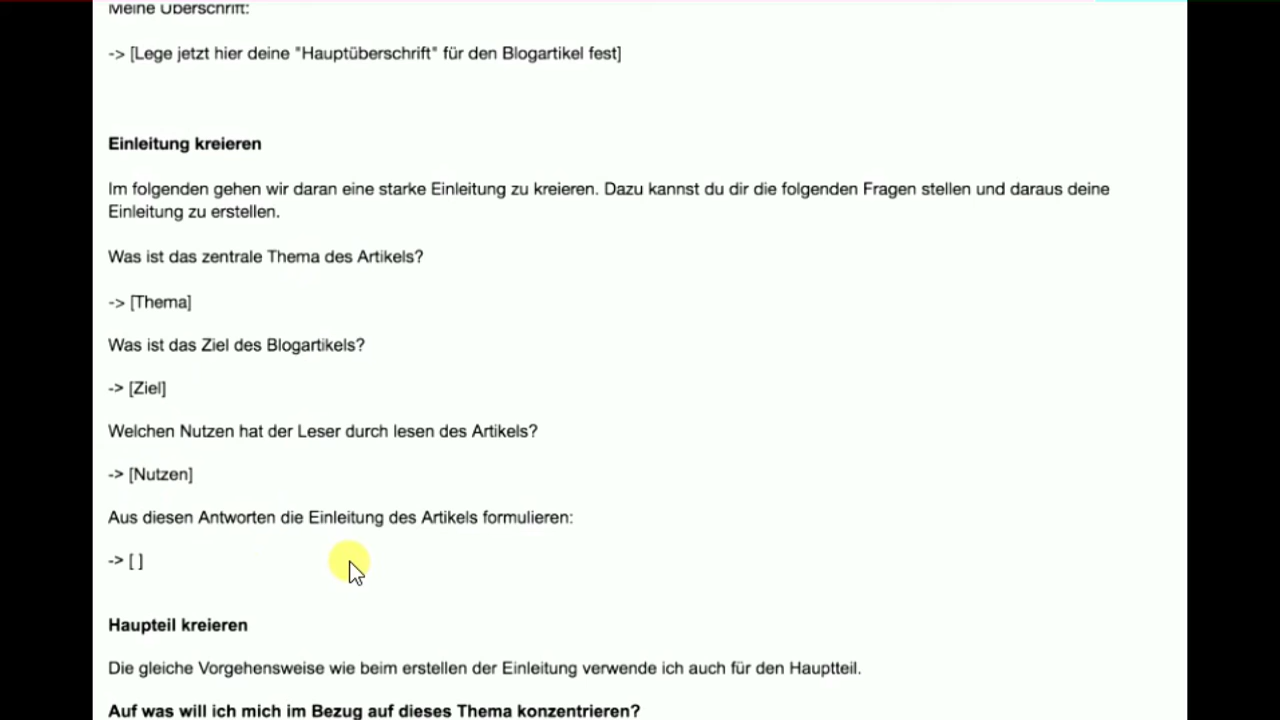 Meine Überschrift:
-> [Lege jetzt hier deine "Hauptüberschrift" für den Blogartikel fest]
Einleitung kreieren
Im folgenden gehen wir daran eine starke Einleitung zu kreieren. Dazu kannst du dir die folgenden Fragen stellen und daraus deine
Einleitung zu erstellen.
Was ist das zentrale Thema des Artikels?
-> [Thema]
Was ist das Ziel des Blogartikels?
-> [Ziel]
Welchen Nutzen hat der Leser durch lesen des Artikels?
-> [Nutzen]
Aus diesen Antworten die Einleitung des Artikels formulieren:
-> [ ]
Haupteil kreieren
Die gleiche Vorgehensweise wie beim erstellen der Einleitung verwende ich auch für den Hauptteil.
Auf was will ich mich im Bezug auf dieses Thema konzentrieren?